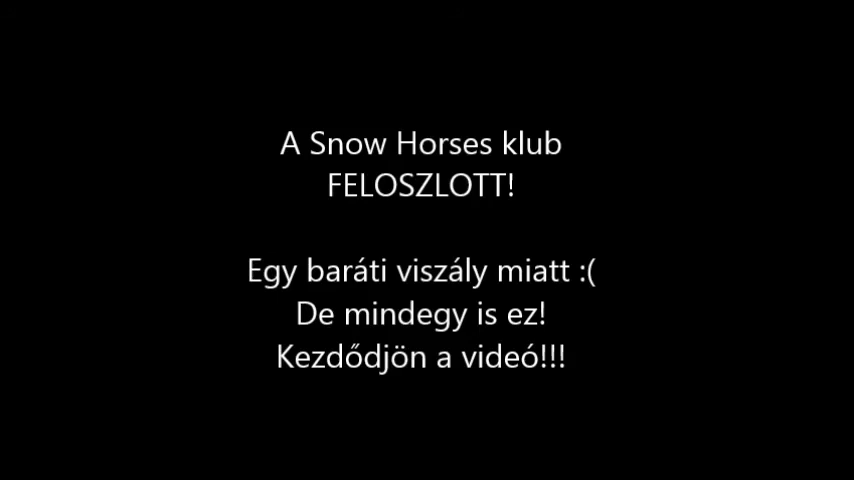 A Snow Horses klub
FELOSZLOTT!
Egy baráti viszály miatt :(
De mindegy is ez!
Kezdődjön a videó!!!